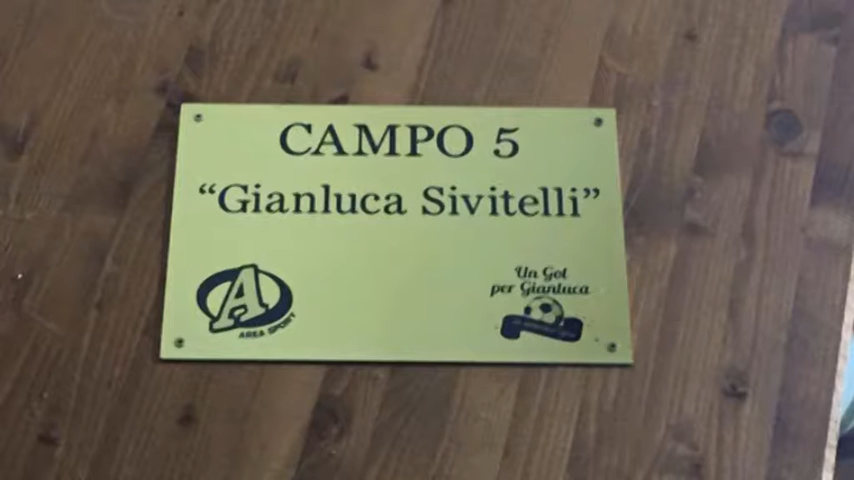 CAMPO 5
“Gianluca Sivitelli”
A
AREA SPORT
Un Gol
per Gianluca